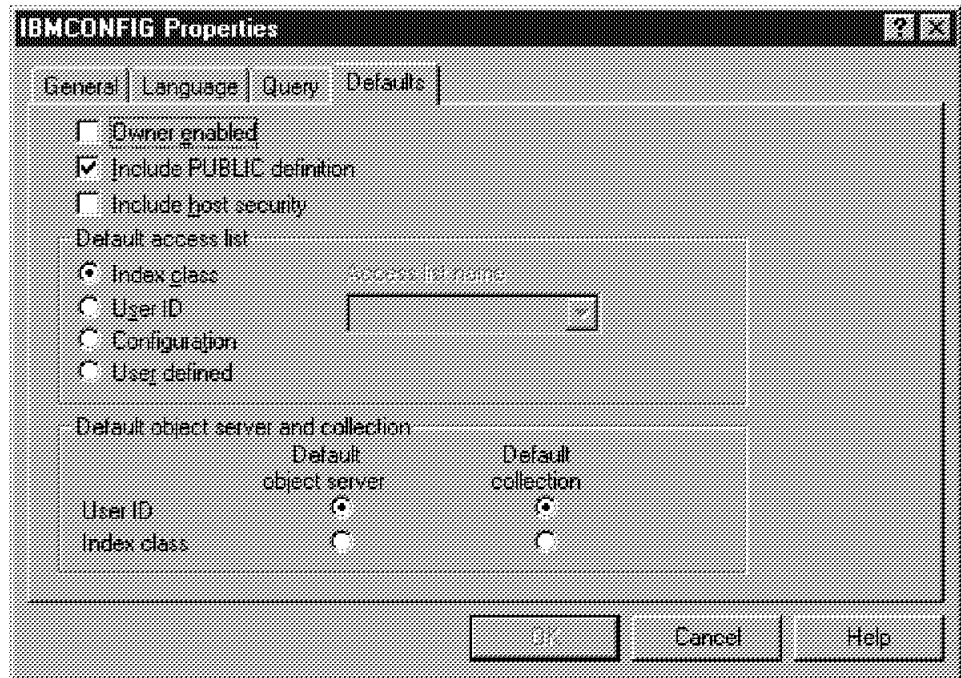 IBMCONFIG Properties
General Language Query Defaults
Owner enabled
Include PUBLIC definition
Include host security
Default access list
Index class Access list name
User ID
Configuration
User defined
Default object server and collection
Default Default
object server collection
User ID
Index class
OK Cancel Help